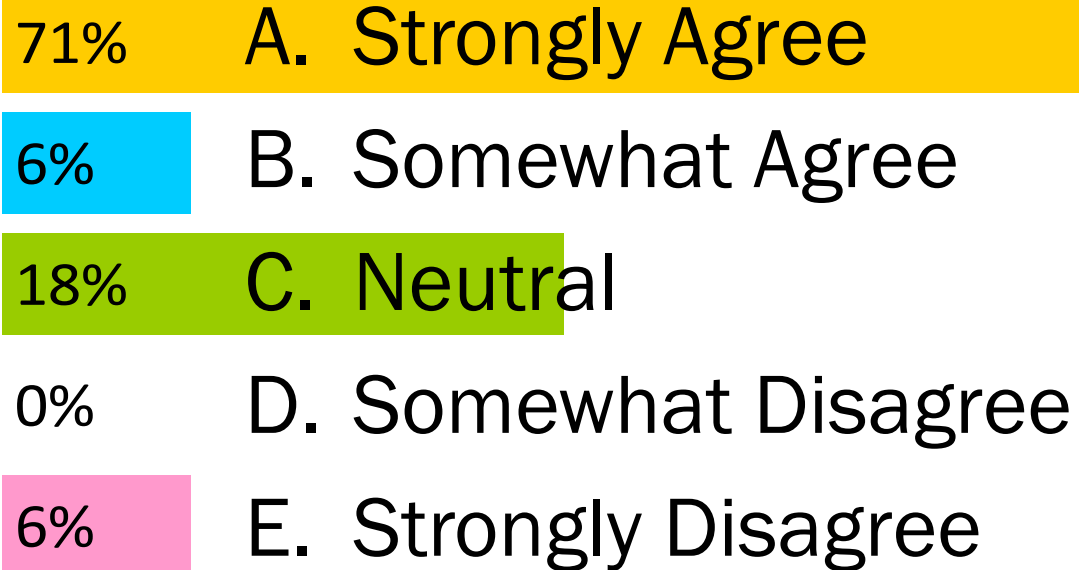 71% A. Strongly Agree
6% B. Somewhat Agree
18% C. Neutral
0% D. Somewhat Disagree
6% E. Strongly Disagree